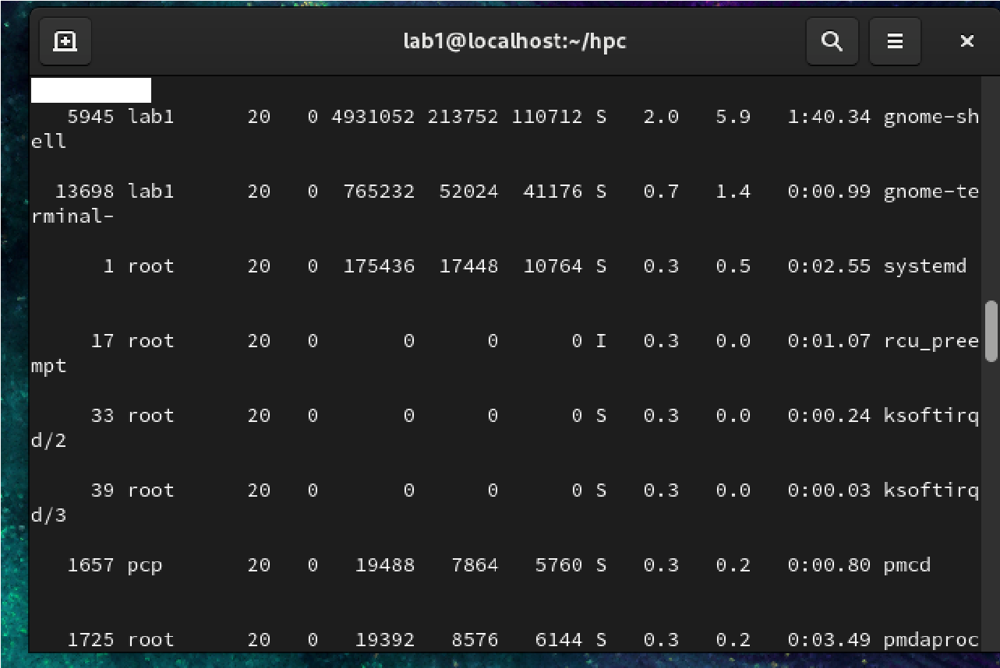 lab1@localhost:~/hpc
5945 lab1 20 0 4931052 213752 110712 S 2.0 5.9 1:40.34 gnome-sh
ell
13698 lab1 20 0 765232 52024 41176 S 0.7 1.4 0:00.99 gnome-te
rminal-
1 root 20 0 175436 17448 10764 S 0.3 0.5 0:02.55 systemd
17 root 20 0 0 0 0 I 0.3 0.0 0:01.07 rcu_pree
mpt
33 root 20 0 0 0 0 S 0.3 0.0 0:00.24 ksoftirq
d/2
39 root 20 0 0 0 0 S 0.3 0.0 0:00.03 ksoftirq
d/3
1657 pcp 20 0 19488 7864 5760 S 0.3 0.2 0:00.80 pmcd
1725 root 20 0 19392 8576 6144 S 0.3 0.2 0:03.49 pmdaproc